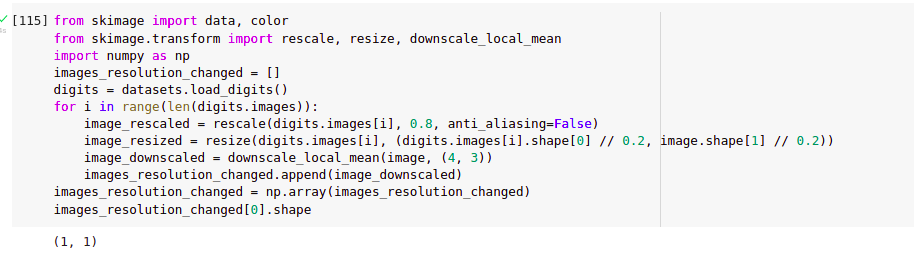 [115] from skimage import data, color
from skimage.transform import rescale, resize, downscale_local_mean
import numpy as np
images_resolution_changed = []
digits = datasets.load_digits()
for i in range(len(digits.images)):
    image_rescaled = rescale(digits.images[i], 0.8, anti_aliasing=False)
    image_resized = resize(digits.images[i], (digits.images[i].shape[0] // 0.2, image.shape[1] // 0.2))
    image_downscaled = downscale_local_mean(image, (4, 3))
    images_resolution_changed.append(image_downscaled)
images_resolution_changed = np.array(images_resolution_changed)
images_resolution_changed[0].shape
(1, 1)